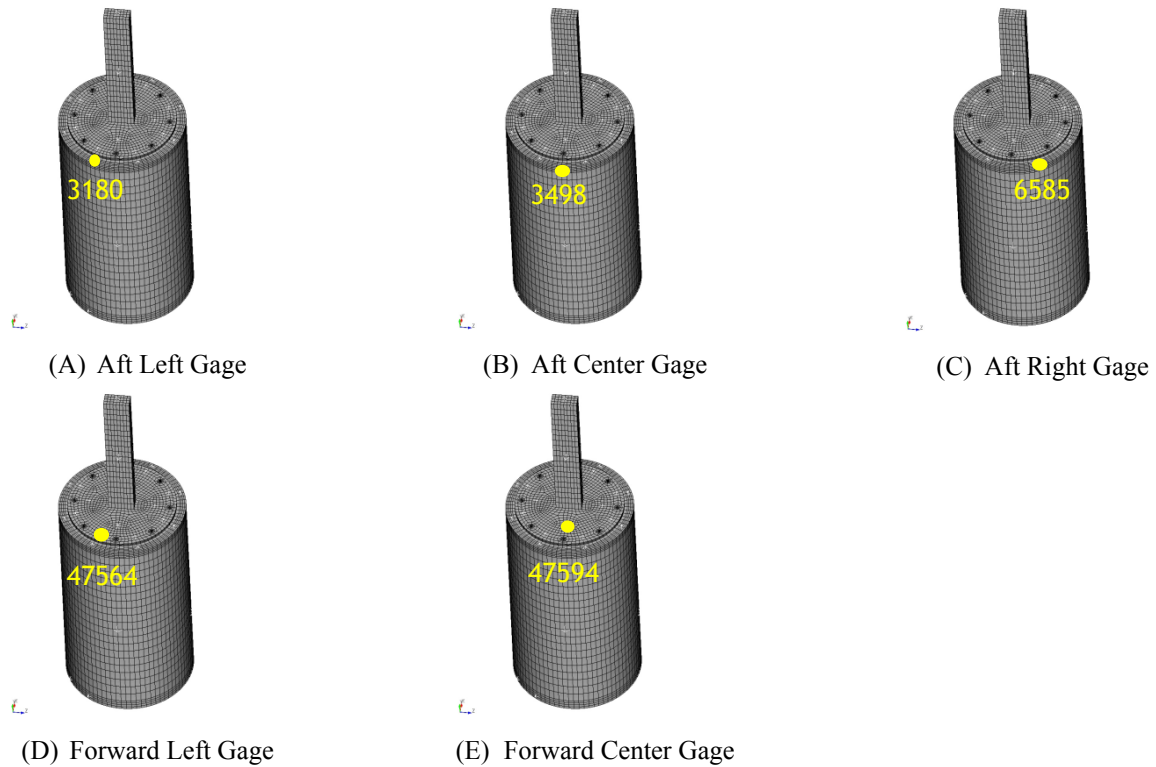 3180
3498
6585
(A) Aft Left Gage
(B) Aft Center Gage
(C) Aft Right Gage
47564
47594
(D) Forward Left Gage
(E) Forward Center Gage